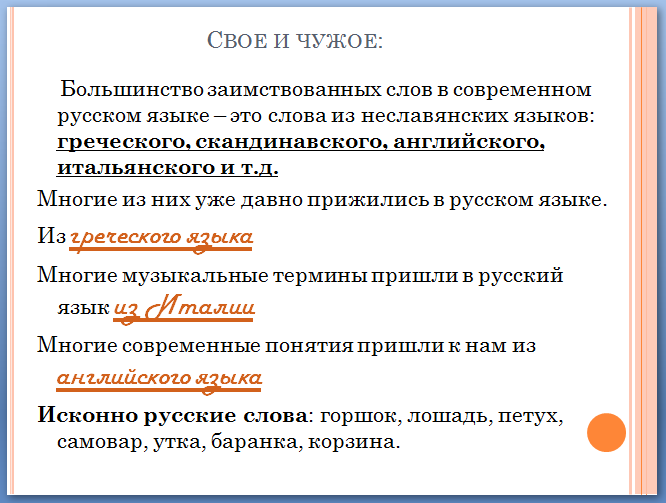 СВОЕ И ЧУЖОЕ:
Большинство заимствованных слов в современном
русском языке – это слова из неславянских языков:
греческого, скандинавского, английского,
итальянского и т.д.
Многие из них уже давно прижились в русском языке.
Из греческого языка
Многие музыкальные термины пришли в русский
язык из Италии
Многие современные понятия пришли к нам из
английского языка
Исконно русские слова: горшок, лошадь, петух,
самовар, утка, баранка, корзина.